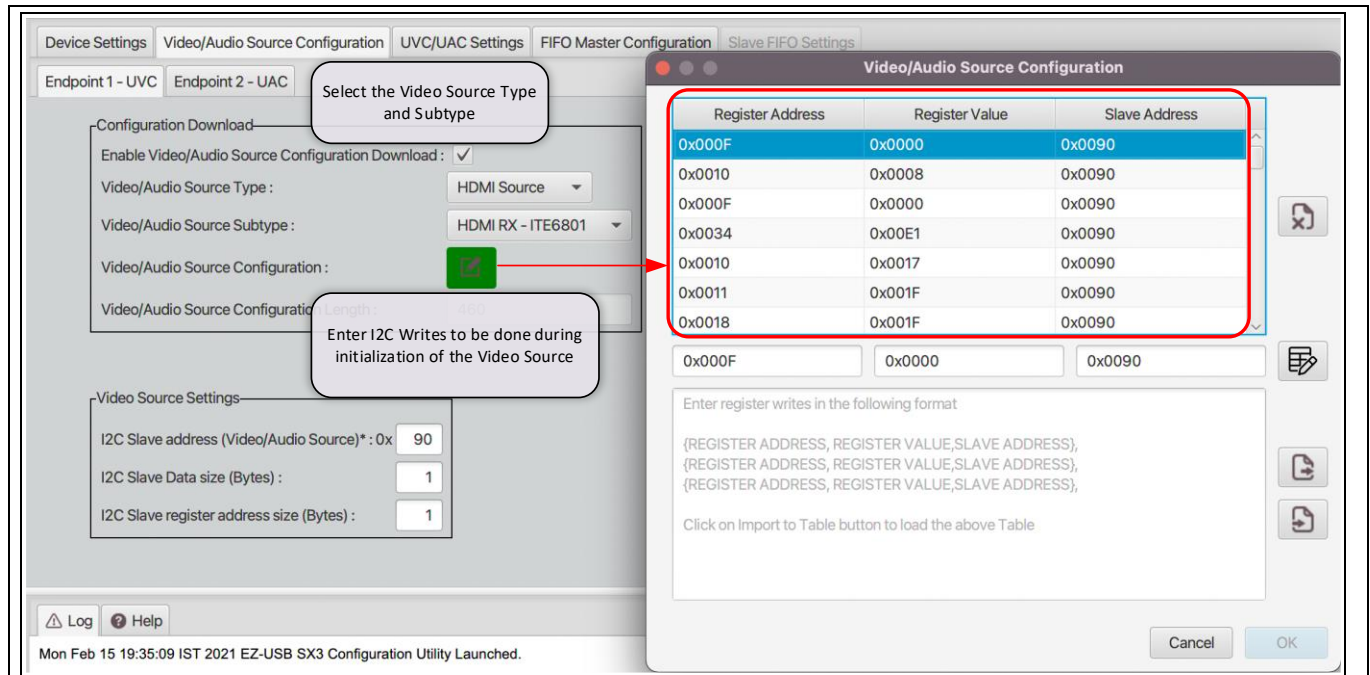 Device Settings
Video/Audio Source Configuration
UVC/UAC Settings
FIFO Master Configuration
Slave FIFO Settings
Endpoint 1 - UVC
Endpoint 2 - UAC
Select the Video Source Type
and Subtype
Configuration Download
Enable Video/Audio Source Configuration Download :
Video/Audio Source Type :
HDMI Source
Video/Audio Source Subtype :
HDMI RX - ITE6801
Video/Audio Source Configuration :
Video/Audio Source Configuration Length :
460
Enter I2C Writes to be done during
initialization of the Video Source
Video Source Settings
I2C Slave address (Video/Audio Source)* : 0x 90
I2C Slave Data size (Bytes) : 1
I2C Slave register address size (Bytes) : 1
Log
Help
Mon Feb 15 19:35:09 IST 2021 EZ-USB SX3 Configuration Utility Launched.
Video/Audio Source Configuration
Register Address Register Value Slave Address
0x000F 0x0000 0x0090
0x0010 0x0008 0x0090
0x000F 0x0000 0x0090
0x0034 0x00E1 0x0090
0x0010 0x0017 0x0090
0x0011 0x001F 0x0090
0x0018 0x001F 0x0090
0x000F 0x0000 0x0090
Enter register writes in the following format
{REGISTER ADDRESS, REGISTER VALUE,SLAVE ADDRESS},
{REGISTER ADDRESS, REGISTER VALUE,SLAVE ADDRESS},
{REGISTER ADDRESS, REGISTER VALUE,SLAVE ADDRESS},
Click on Import to Table button to load the above Table
Cancel
OK